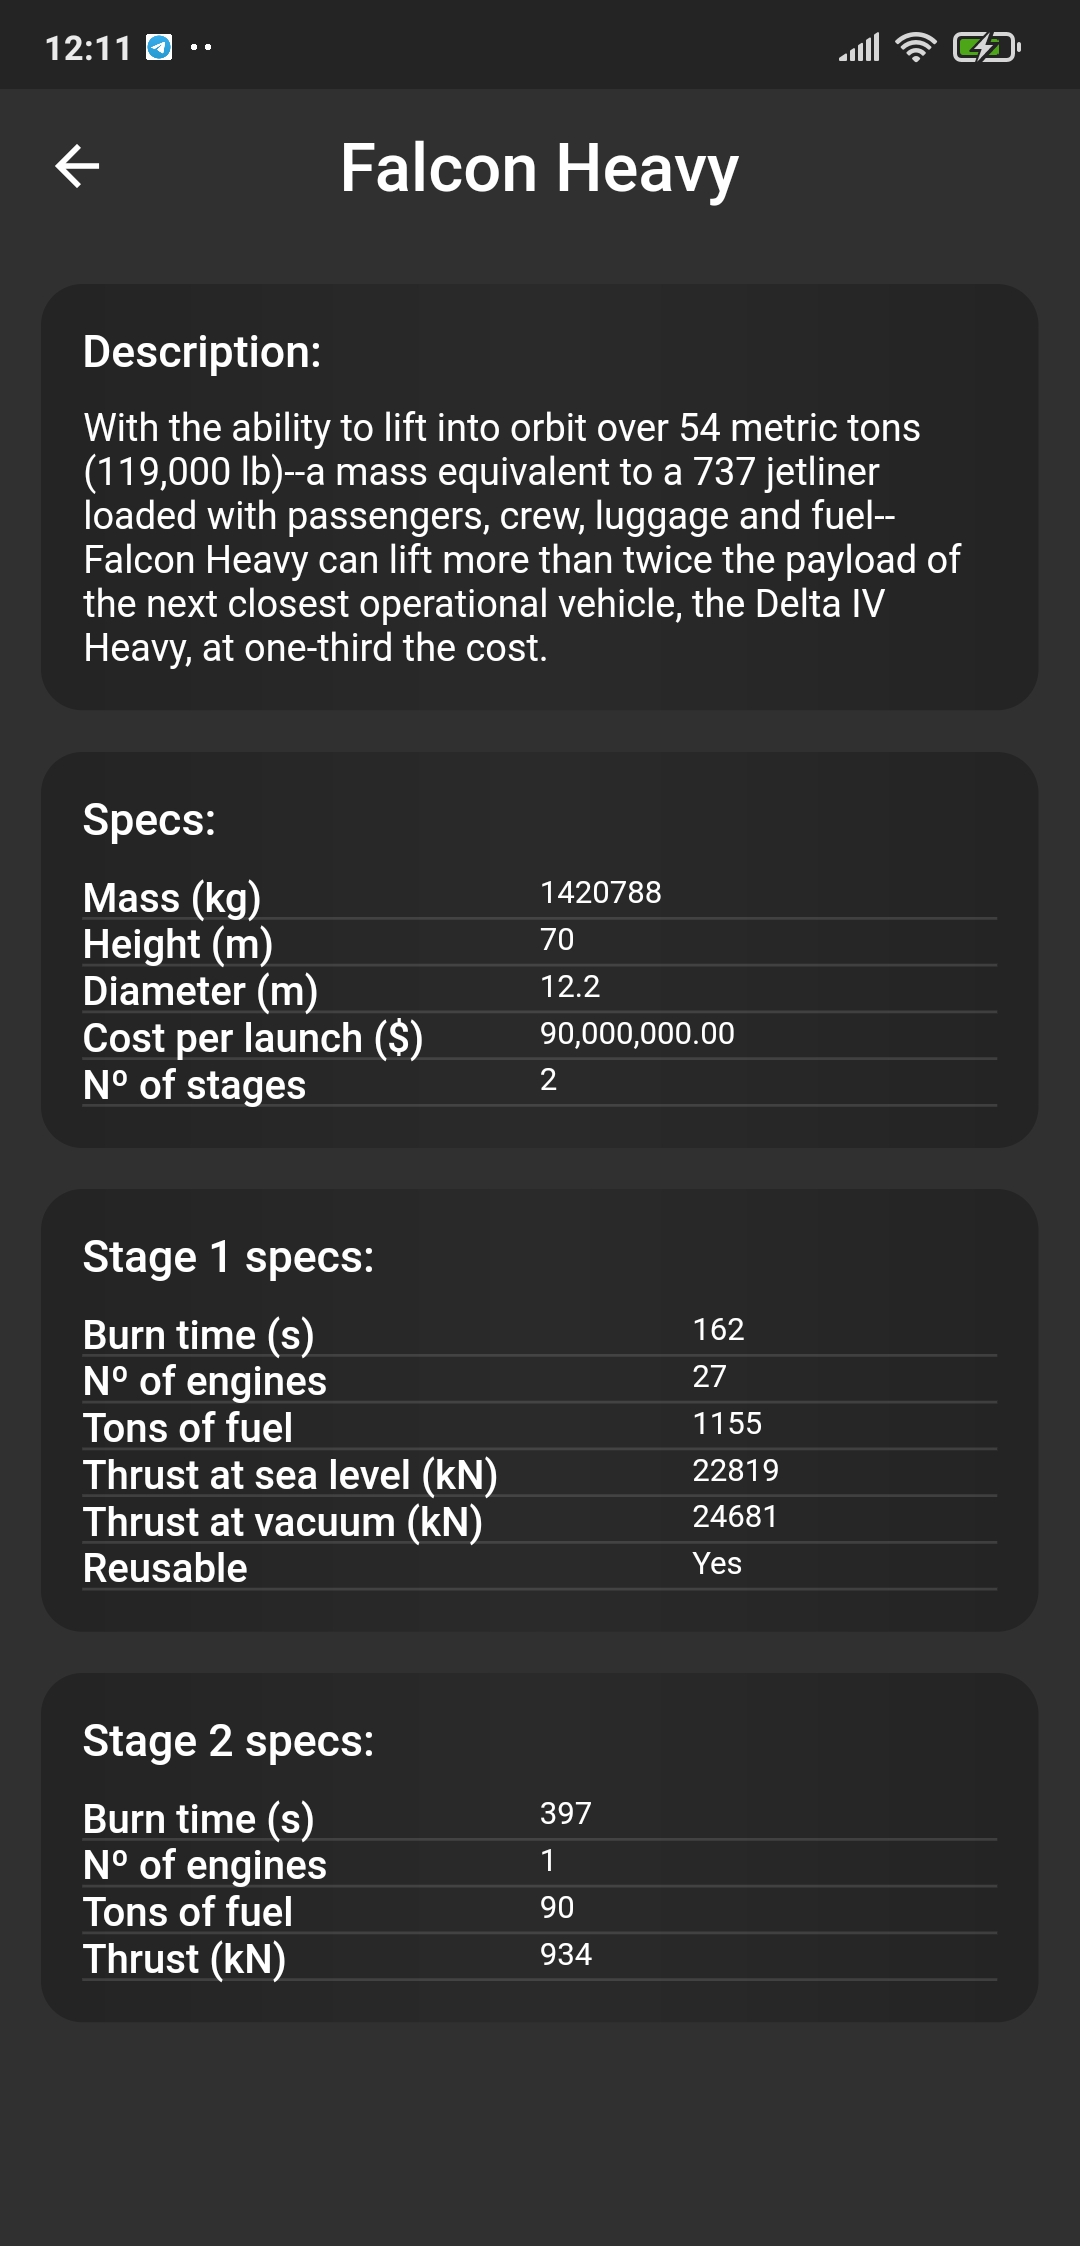 12:11
Falcon Heavy
Description:
With the ability to lift into orbit over 54 metric tons
(119,000 lb)--a mass equivalent to a 737 jetliner
loaded with passengers, crew, luggage and fuel--
Falcon Heavy can lift more than twice the payload of
the next closest operational vehicle, the Delta IV
Heavy, at one-third the cost.
Specs:
Mass (kg) 1420788
Height (m) 70
Diameter (m) 12.2
Cost per launch ($) 90,000,000.00
Nº of stages 2
Stage 1 specs:
Burn time (s) 162
Nº of engines 27
Tons of fuel 1155
Thrust at sea level (kN) 22819
Thrust at vacuum (kN) 24681
Reusable Yes
Stage 2 specs:
Burn time (s) 397
Nº of engines 1
Tons of fuel 90
Thrust (kN) 934